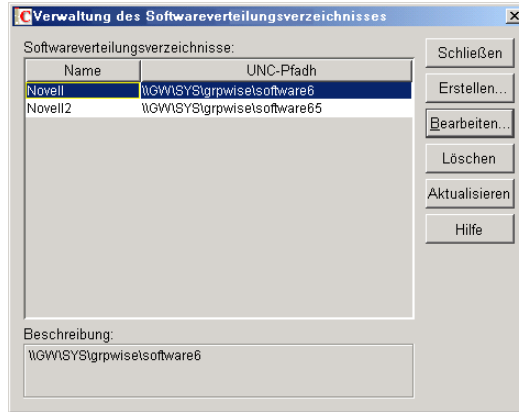 Verwaltung des Softwareverteilungsverzeichnisses
Softwareverteilungsverzeichnisse:
Name UNC-Pfadh
Novell \\GW\SYS\grpwise\software6
Novell2 \\GW\SYS\grpwise\software65
Schließen
Erstellen...
Bearbeiten...
Löschen
Aktualisieren
Hilfe
Beschreibung:
\\GW\SYS\grpwise\software6